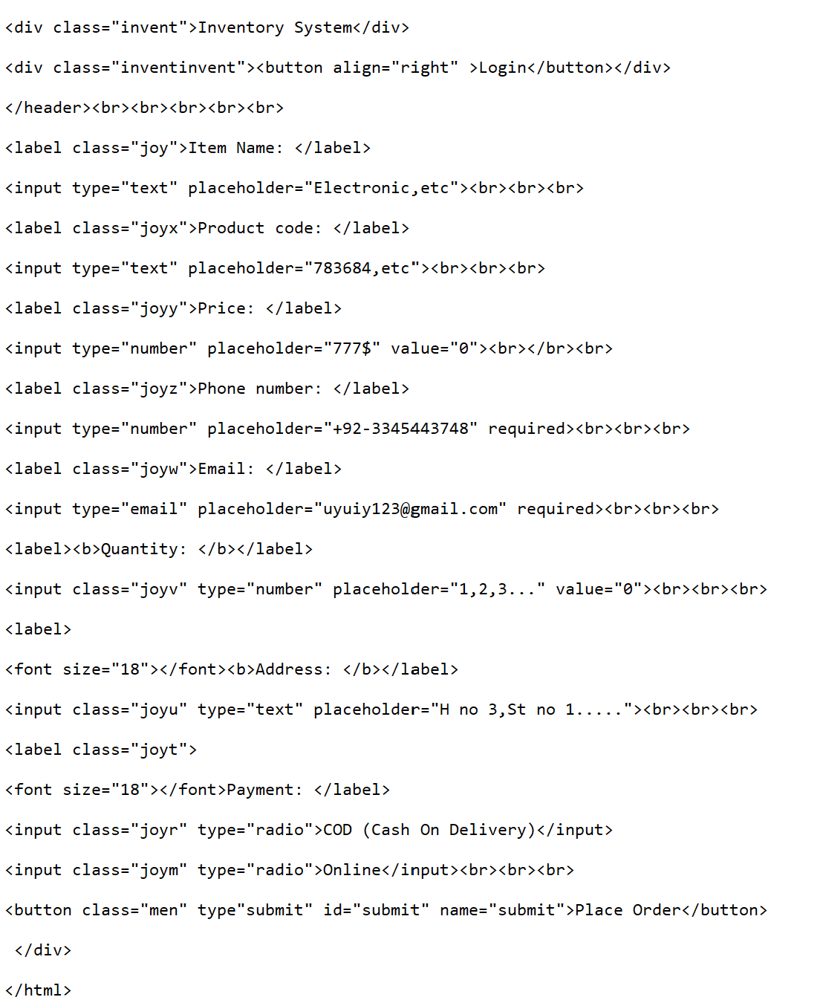 <div class="invent">Inventory System</div>
<div class="inventinvent"><button align="right" >Login</button></div>
</header><br><br><br><br><br>
<label class="joy">Item Name: </label>
<input type="text" placeholder="Electronic,etc"><br><br><br>
<label class="joyx">Product code: </label>
<input type="text" placeholder="783684,etc"><br><br><br>
<label class="joyy">Price: </label>
<input type="number" placeholder="777$" value="0"><br></br><br>
<label class="joyz">Phone number: </label>
<input type="number" placeholder="+92-3345443748" required><br><br><br>
<label class="joyw">Email: </label>
<input type="email" placeholder="uyuiy123@gmail.com" required><br><br><br>
<label><b>Quantity: </b></label>
<input class="joyv" type="number" placeholder="1,2,3..." value="0"><br><br><br>
<label>
<font size="18"></font><b>Address: </b></label>
<input class="joyu" type="text" placeholder="H no 3,St no 1....."><br><br><br>
<label class="joyt">
<font size="18"></font>Payment: </label>
<input class="joyr" type="radio">COD (Cash On Delivery)</input>
<input class="joym" type="radio">Online</input><br><br><br>
<button class="men" type"submit" id="submit" name="submit">Place Order</button>
</div>
</html>